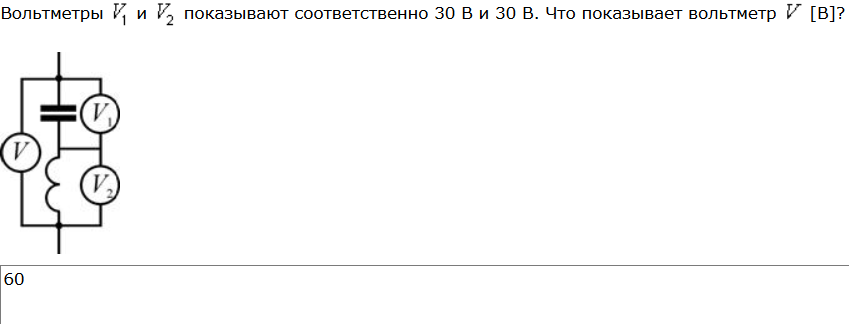 Вольтметры V₁ и V₂ показывают соответственно 30 В и 30 В. Что показывает вольтметр V [В]?
V₁
V
V₂
60